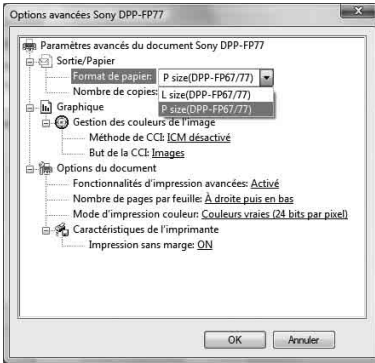 Options avancées Sony DPP-FP77
Paramètres avancés du document Sony DPP-FP77
Sortie/Papier
Format de papier: P size(DPP-FP67/77)
Nombre de copies: L size(DPP-FP67/77)
P size(DPP-FP67/77)
Graphique
Gestion des couleurs de l'image
Méthode de CCI: ICM désactivé
But de la CCI: Images
Options du document
Fonctionnalités d'impression avancées: Activé
Nombre de pages par feuille: À droite puis en bas
Mode d'impression couleur: Couleurs vraies (24 bits par pixel)
Caractéristiques de l'imprimante
Impression sans marge: ON
OK Annuler